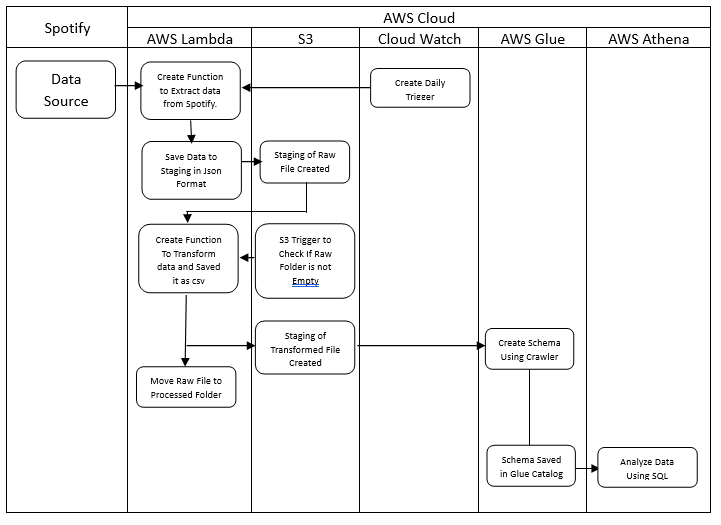 Spotify
AWS Cloud
AWS Lambda
S3
Cloud Watch
AWS Glue
AWS Athena
Data
Source
Create Function
to Extract data
from Spotify.
Create Daily
Trigger
Save Data to
Staging in Json
Format
Staging of Raw
File Created
Create Function
To Transform
data and Saved
it as csv
S3 Trigger to
Check If Raw
Folder is not
Empty
Staging of
Transformed File
Created
Create Schema
Using Crawler
Move Raw File to
Processed Folder
Schema Saved
in Glue Catalog
Analyze Data
Using SQL